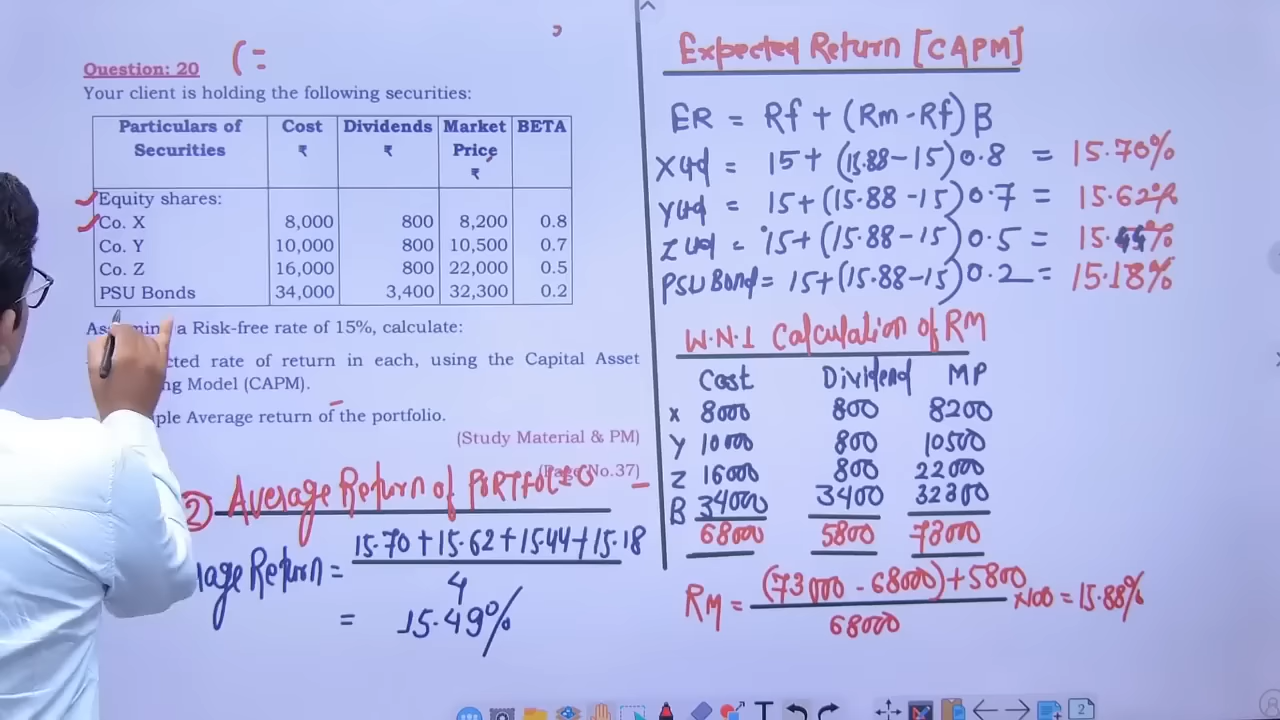 Question: 20 (=
Your client is holding the following securities:
Particulars of Securities Cost ₹ Dividends ₹ Market Price ₹ BETA
Equity shares:
Co. X 8,000 800 8,200 0.8
Co. Y 10,000 800 10,500 0.7
Co. Z 16,000 800 22,000 0.5
PSU Bonds 34,000 3,400 32,300 0.2
a Risk-free rate of 15%, calculate:
rate of return in each, using the Capital Asset
Model (CAPM).
Average return of the portfolio.
(Study Material & PM)
No.37)
2) Average Return of PORTFOLIO
Return = 15.70+15.62+15.44+15.18
4
= 15.49%
Expected Return [CAPM]
ER = Rf + (Rm-Rf) β
X Ltd = 15 + (15.88-15) 0.8 = 15.70%
Y Ltd = 15 + (15.88-15) 0.7 = 15.62%
Z Ltd = 15 + (15.88-15) 0.5 = 15.44%
PSU Bond = 15 + (15.88-15) 0.2 = 15.18%
W.N.1 Calculation of RM
Cost Dividend MP
X 8000 800 8200
Y 10000 800 10500
Z 16000 800 22000
B 34000 3400 32300
68000 5800 73000
RM = (73000 - 68000) + 5800 ×100 = 15.88%
68000
2